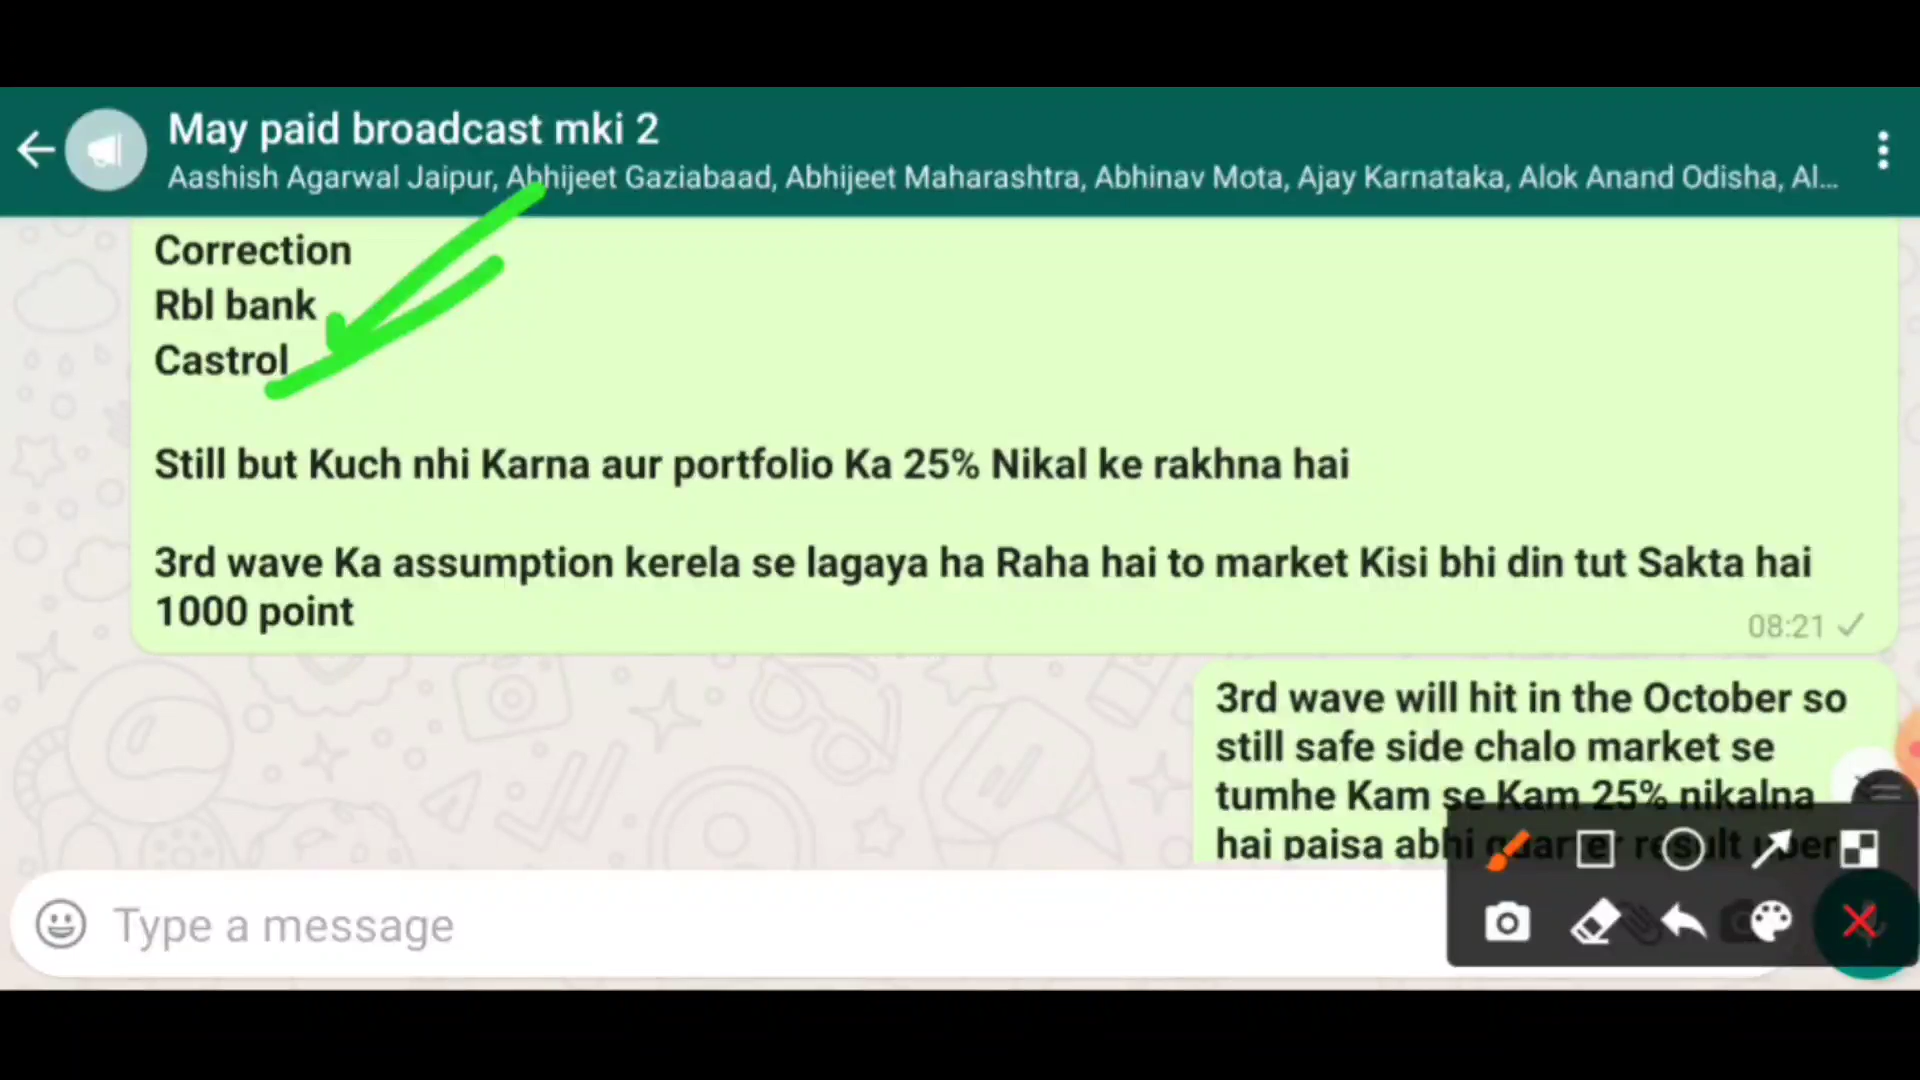 May paid broadcast mki 2
Aashish Agarwal Jaipur, Abhijeet Gaziabaad, Abhijeet Maharashtra, Abhinav Mota, Ajay Karnataka, Alok Anand Odisha, Al...
Correction
Rbl bank
Castrol
Still but Kuch nhi Karna aur portfolio Ka 25% Nikal ke rakhna hai
3rd wave Ka assumption kerela se lagaya ha Raha hai to market Kisi bhi din tut Sakta hai
1000 point
08:21
3rd wave will hit in the October so
still safe side chalo market se
tumhe Kam se Kam 25% nikalna
hai paisa abhi quarter result
Type a message